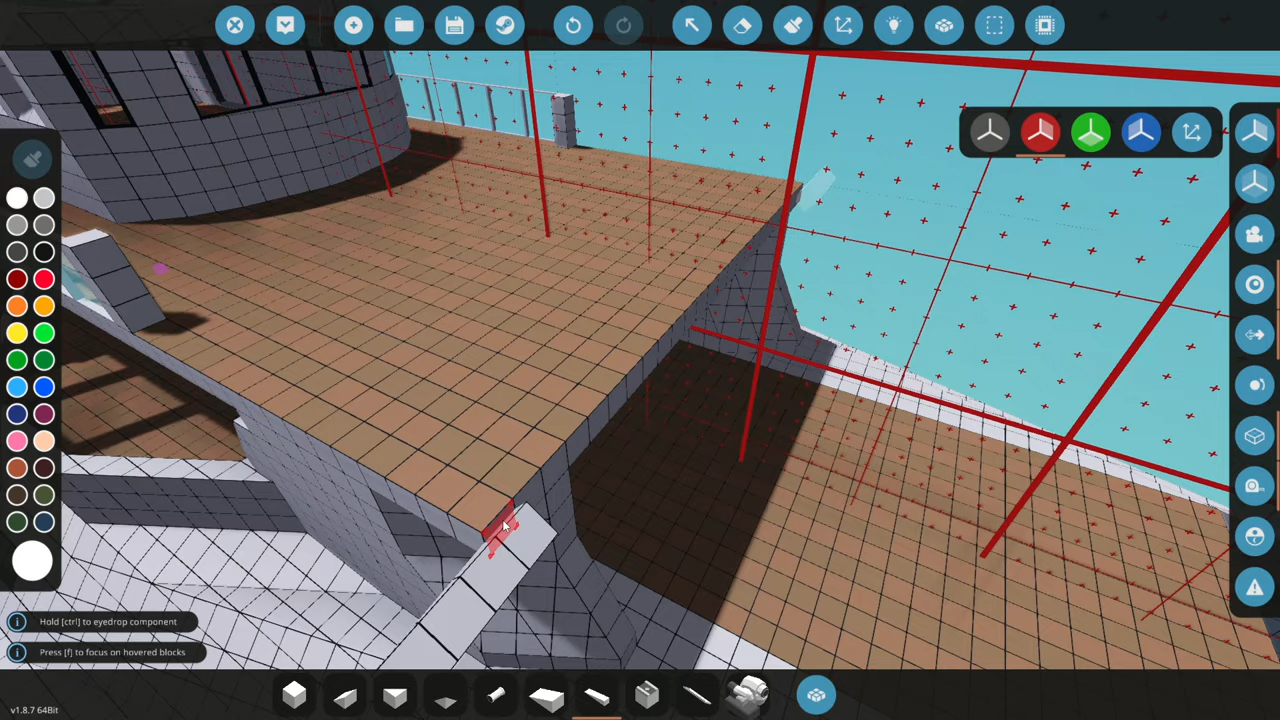 Hold [ctrl] to eyedrop component
Press [f] to focus on hovered blocks
v1.8.7 64Bit